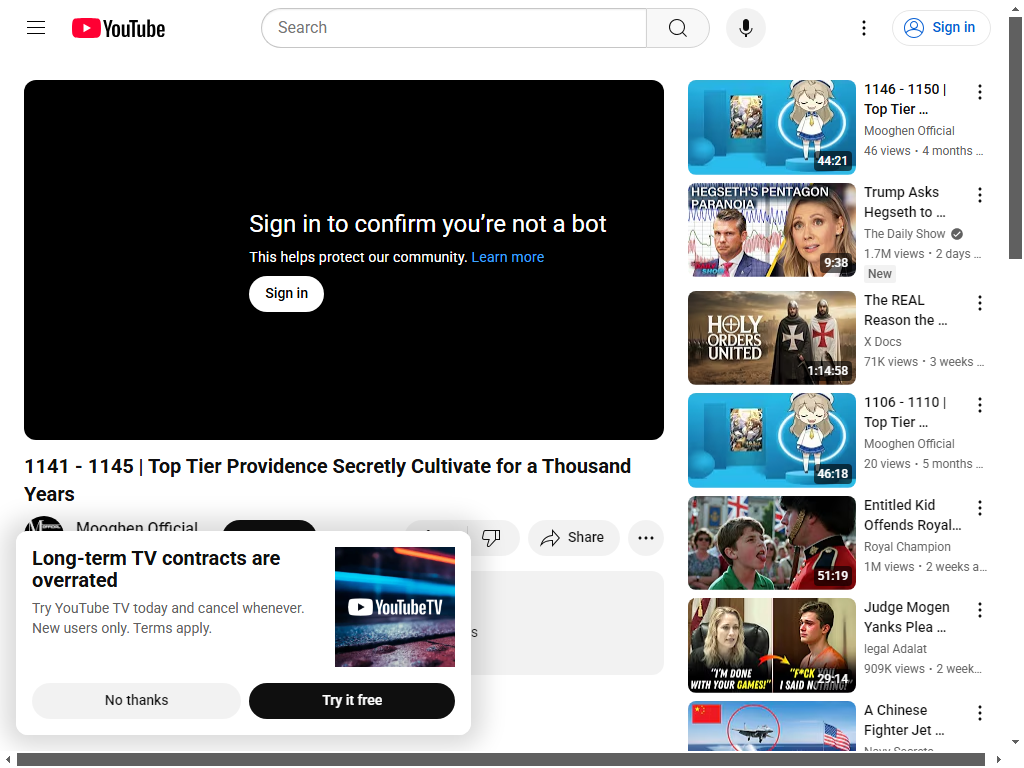 YouTube
Search
Sign in
Sign in to confirm you’re not a bot
This helps protect our community. Learn more
Sign in
1141 - 1145 | Top Tier Providence Secretly Cultivate for a Thousand
Years
Mooghen Official
Share
Long-term TV contracts are
overrated
Try YouTube TV today and cancel whenever.
New users only. Terms apply.
YouTubeTV
No thanks
Try it free
44:21
1146 - 1150 |
Top Tier ...
Mooghen Official
46 views • 4 months ...
HEGSETH'S PENTAGON
PARANOIA
9:38
Trump Asks
Hegseth to ...
The Daily Show
1.7M views • 2 days ...
New
HOLY
ORDERS
UNITED
1:14:58
The REAL
Reason the ...
X Docs
71K views • 3 weeks ...
46:18
1106 - 1110 |
Top Tier ...
Mooghen Official
20 views • 5 months ...
51:19
Entitled Kid
Offends Royal...
Royal Champion
1M views • 2 weeks a...
"I'M DONE
WITH YOUR GAMES!"
"F*CK YOU
I SAID NOTHING!"
29:14
Judge Mogen
Yanks Plea ...
legal Adalat
909K views • 2 week...
A Chinese
Fighter Jet ...